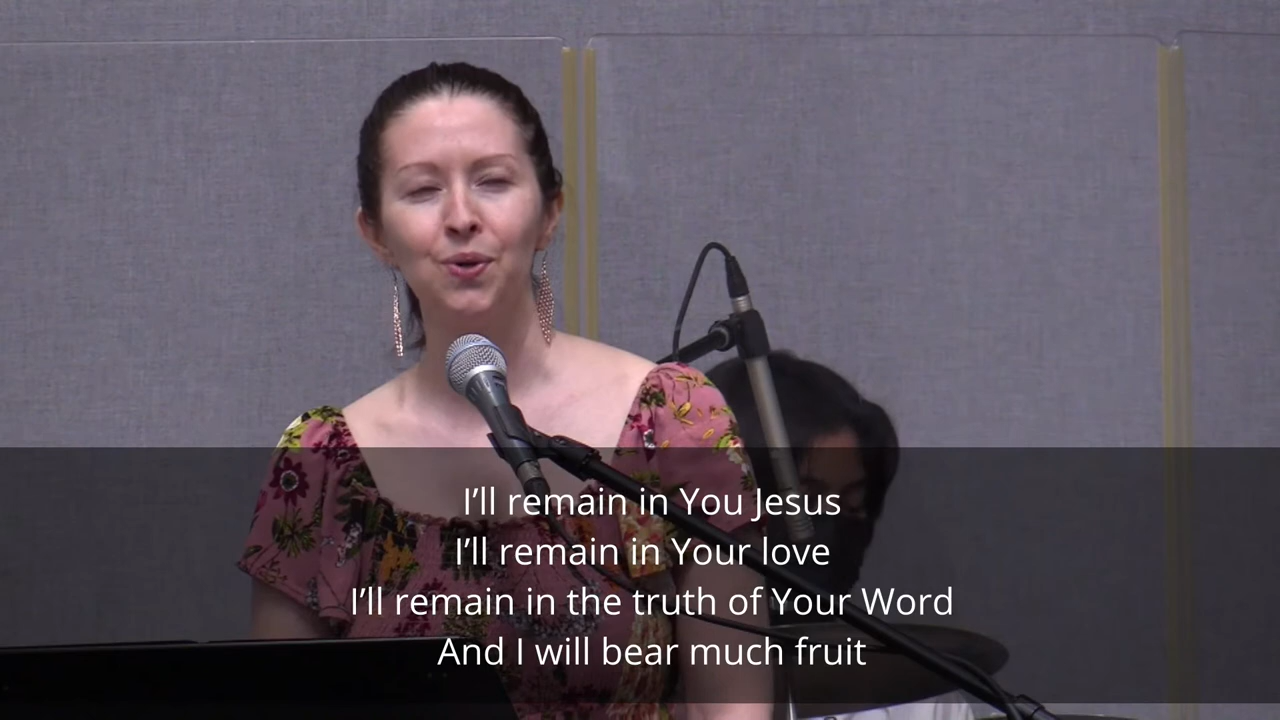 I’ll remain in You Jesus
I’ll remain in Your love
I’ll remain in the truth of Your Word
And I will bear much fruit